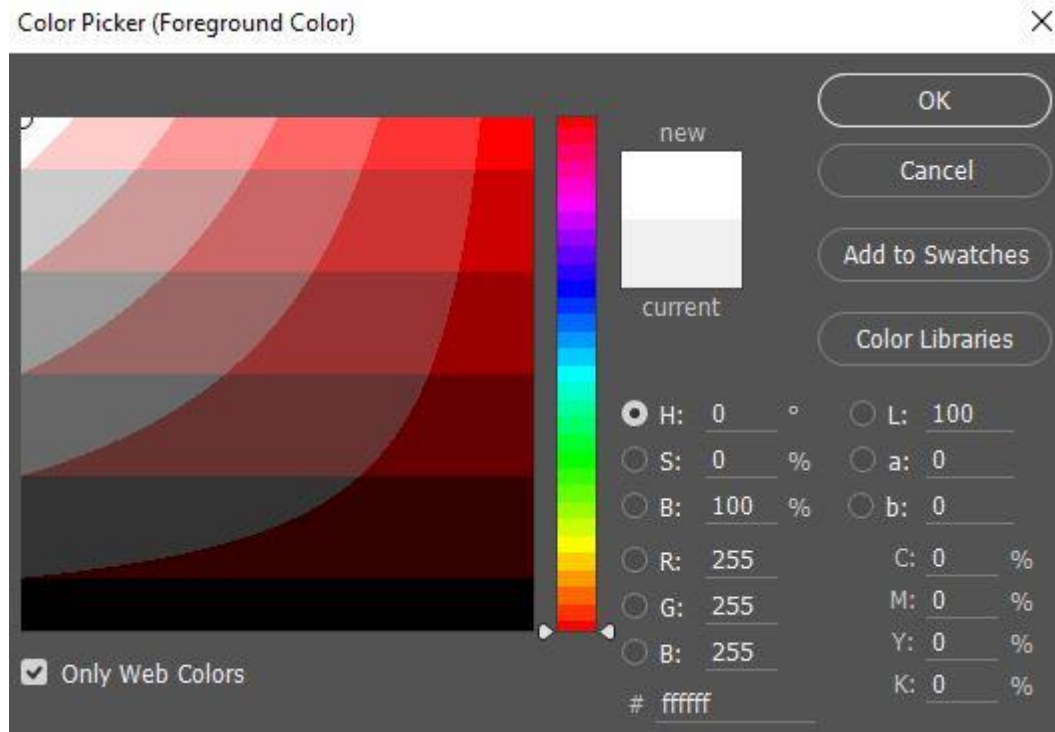 Color Picker (Foreground Color)
new
current
OK
Cancel
Add to Swatches
Color Libraries
H: 0 °
S: 0 %
B: 100 %
R: 255
G: 255
B: 255
# ffffff
L: 100
a: 0
b: 0
C: 0 %
M: 0 %
Y: 0 %
K: 0 %
Only Web Colors